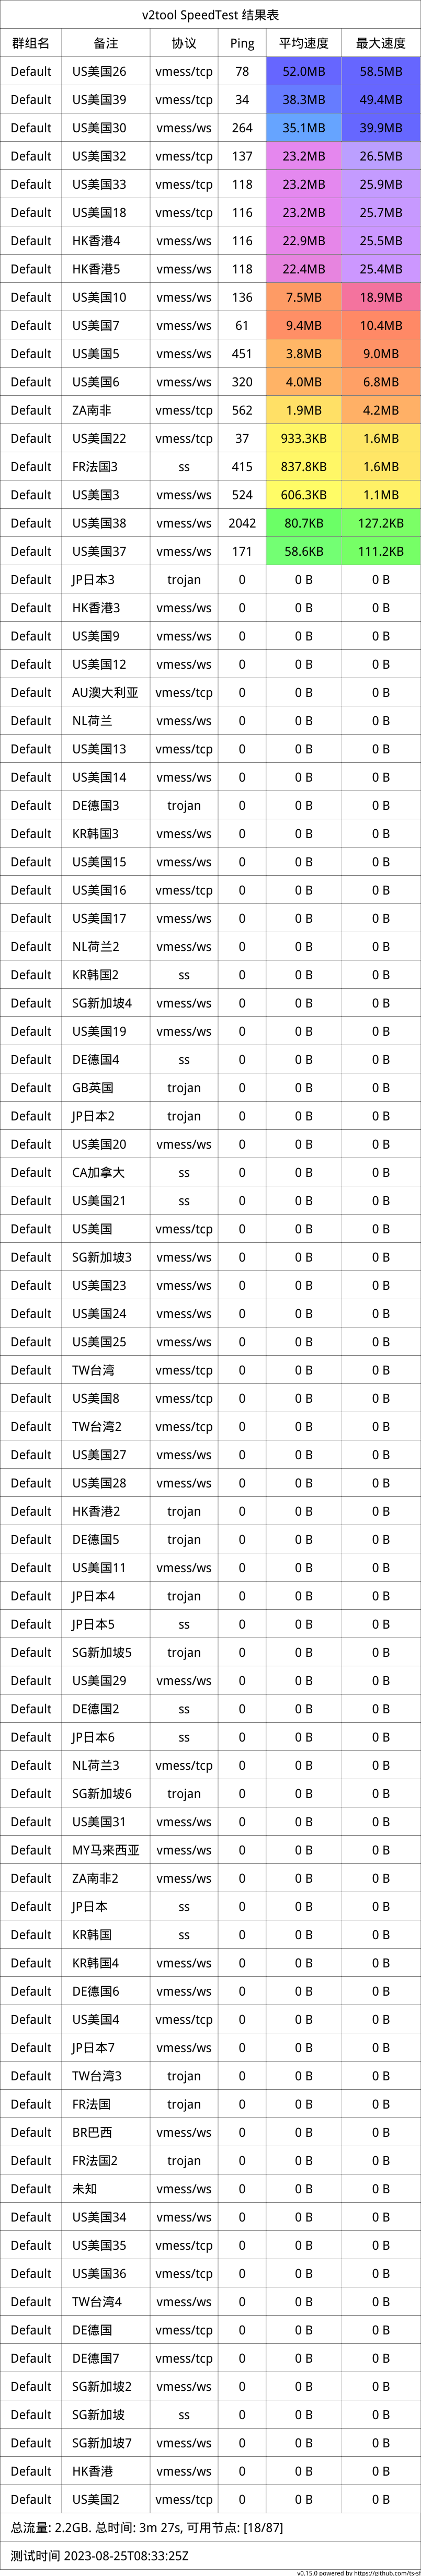 v2tool SpeedTest 结果表
群组名 备注 协议 Ping 平均速度 最大速度
Default US美国26 vmess/tcp 78 52.0MB 58.5MB
Default US美国39 vmess/tcp 34 38.3MB 49.4MB
Default US美国30 vmess/ws 264 35.1MB 39.9MB
Default US美国32 vmess/tcp 137 23.2MB 26.5MB
Default US美国33 vmess/tcp 118 23.2MB 25.9MB
Default US美国18 vmess/tcp 116 23.2MB 25.7MB
Default HK香港4 vmess/ws 116 22.9MB 25.5MB
Default HK香港5 vmess/ws 118 22.4MB 25.4MB
Default US美国10 vmess/ws 136 7.5MB 18.9MB
Default US美国7 vmess/ws 61 9.4MB 10.4MB
Default US美国5 vmess/ws 451 3.8MB 9.0MB
Default US美国6 vmess/ws 320 4.0MB 6.8MB
Default ZA南非 vmess/tcp 562 1.9MB 4.2MB
Default US美国22 vmess/tcp 37 933.3KB 1.6MB
Default FR法国3 ss 415 837.8KB 1.6MB
Default US美国3 vmess/ws 524 606.3KB 1.1MB
Default US美国38 vmess/ws 2042 80.7KB 127.2KB
Default US美国37 vmess/ws 171 58.6KB 111.2KB
Default JP日本3 trojan 0 0 B 0 B
Default HK香港3 vmess/ws 0 0 B 0 B
Default US美国9 vmess/ws 0 0 B 0 B
Default US美国12 vmess/ws 0 0 B 0 B
Default AU澳大利亚 vmess/tcp 0 0 B 0 B
Default NL荷兰 vmess/ws 0 0 B 0 B
Default US美国13 vmess/tcp 0 0 B 0 B
Default US美国14 vmess/ws 0 0 B 0 B
Default DE德国3 trojan 0 0 B 0 B
Default KR韩国3 vmess/ws 0 0 B 0 B
Default US美国15 vmess/ws 0 0 B 0 B
Default US美国16 vmess/tcp 0 0 B 0 B
Default US美国17 vmess/ws 0 0 B 0 B
Default NL荷兰2 vmess/ws 0 0 B 0 B
Default KR韩国2 ss 0 0 B 0 B
Default SG新加坡4 vmess/ws 0 0 B 0 B
Default US美国19 vmess/ws 0 0 B 0 B
Default DE德国4 ss 0 0 B 0 B
Default GB英国 trojan 0 0 B 0 B
Default JP日本2 trojan 0 0 B 0 B
Default US美国20 vmess/ws 0 0 B 0 B
Default CA加拿大 ss 0 0 B 0 B
Default US美国21 ss 0 0 B 0 B
Default US美国 vmess/tcp 0 0 B 0 B
Default SG新加坡3 vmess/ws 0 0 B 0 B
Default US美国23 vmess/ws 0 0 B 0 B
Default US美国24 vmess/ws 0 0 B 0 B
Default US美国25 vmess/ws 0 0 B 0 B
Default TW台湾 vmess/tcp 0 0 B 0 B
Default US美国8 vmess/tcp 0 0 B 0 B
Default TW台湾2 vmess/tcp 0 0 B 0 B
Default US美国27 vmess/ws 0 0 B 0 B
Default US美国28 vmess/ws 0 0 B 0 B
Default HK香港2 trojan 0 0 B 0 B
Default DE德国5 trojan 0 0 B 0 B
Default US美国11 vmess/ws 0 0 B 0 B
Default JP日本4 trojan 0 0 B 0 B
Default JP日本5 ss 0 0 B 0 B
Default SG新加坡5 trojan 0 0 B 0 B
Default US美国29 vmess/ws 0 0 B 0 B
Default DE德国2 ss 0 0 B 0 B
Default JP日本6 ss 0 0 B 0 B
Default NL荷兰3 vmess/tcp 0 0 B 0 B
Default SG新加坡6 trojan 0 0 B 0 B
Default US美国31 vmess/ws 0 0 B 0 B
Default MY马来西亚 vmess/ws 0 0 B 0 B
Default ZA南非2 vmess/ws 0 0 B 0 B
Default JP日本 ss 0 0 B 0 B
Default KR韩国 ss 0 0 B 0 B
Default KR韩国4 vmess/ws 0 0 B 0 B
Default DE德国6 vmess/ws 0 0 B 0 B
Default US美国4 vmess/tcp 0 0 B 0 B
Default JP日本7 vmess/ws 0 0 B 0 B
Default TW台湾3 trojan 0 0 B 0 B
Default FR法国 trojan 0 0 B 0 B
Default BR巴西 vmess/ws 0 0 B 0 B
Default FR法国2 trojan 0 0 B 0 B
Default 未知 vmess/ws 0 0 B 0 B
Default US美国34 vmess/ws 0 0 B 0 B
Default US美国35 vmess/tcp 0 0 B 0 B
Default US美国36 vmess/tcp 0 0 B 0 B
Default TW台湾4 vmess/ws 0 0 B 0 B
Default DE德国 vmess/tcp 0 0 B 0 B
Default DE德国7 vmess/tcp 0 0 B 0 B
Default SG新加坡2 vmess/tcp 0 0 B 0 B
Default SG新加坡 ss 0 0 B 0 B
Default SG新加坡7 vmess/tcp 0 0 B 0 B
Default HK香港 vmess/ws 0 0 B 0 B
Default US美国2 vmess/tcp 0 0 B 0 B
总流量: 2.2GB. 总时间: 3m 27s, 可用节点: [18/87]
测试时间 2023-08-25T08:33:25Z
v0.15.0 powered by https://github.com/ts-sf